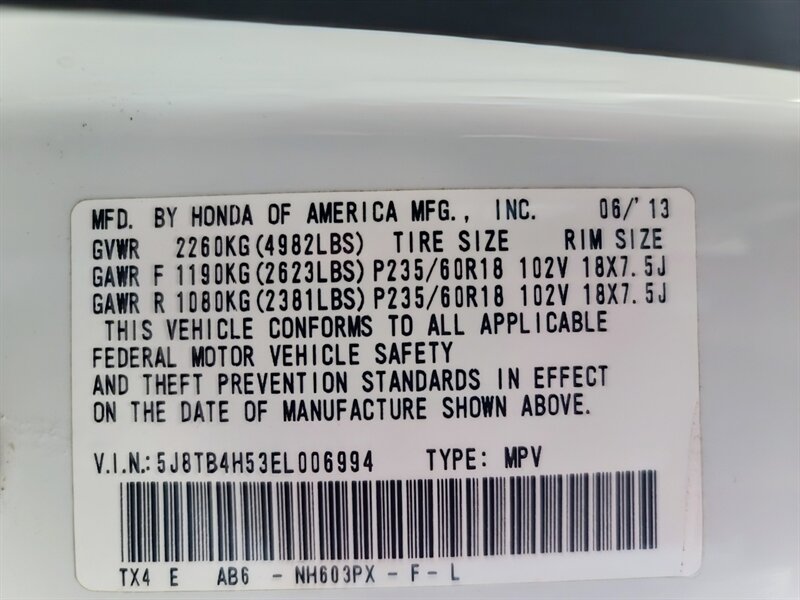 MFD. BY HONDA OF AMERICA MFG., INC. 06/'13
GVWR 2260KG(4982LBS) TIRE SIZE RIM SIZE
GAWR F 1190KG(2623LBS) P235/60R18 102V 18X7.5J
GAWR R 1080KG(2381LBS) P235/60R18 102V 18X7.5J
THIS VEHICLE CONFORMS TO ALL APPLICABLE
FEDERAL MOTOR VEHICLE SAFETY
AND THEFT PREVENTION STANDARDS IN EFFECT
ON THE DATE OF MANUFACTURE SHOWN ABOVE.
V.I.N.: 5J8TB4H53EL006994 TYPE: MPV
TX4 E AB6 - NH603PX - F - L